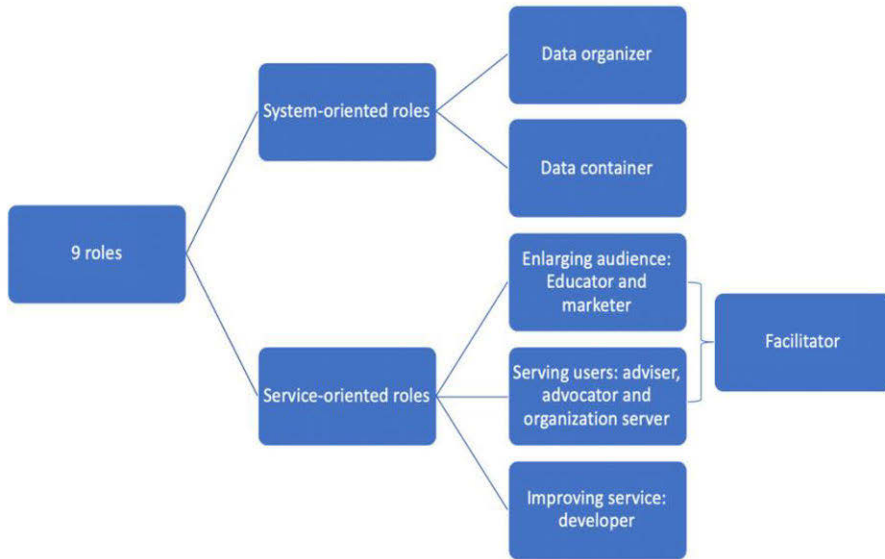 9 roles
System-oriented roles
Data organizer
Data container
Service-oriented roles
Enlarging audience:
Educator and
marketer
Serving users: adviser,
advocator and
organization server
Improving service:
developer
Facilitator